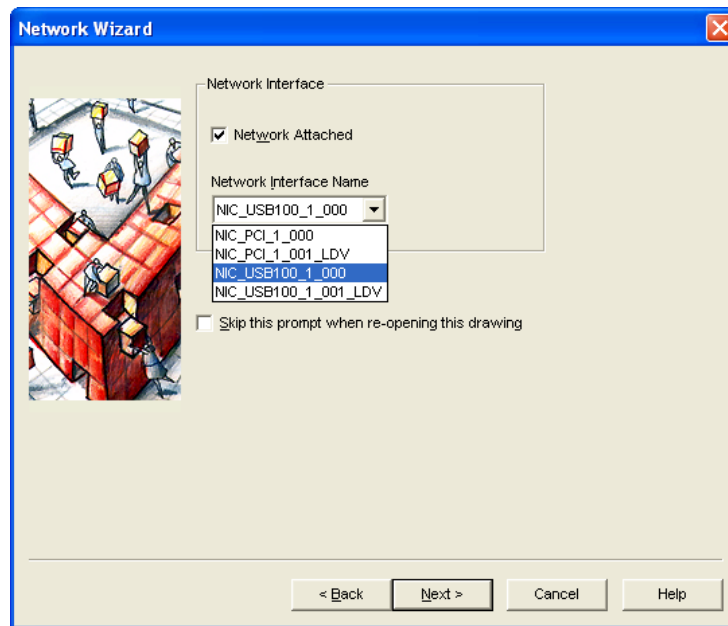 Network Wizard
Network Interface
Network Attached
Network Interface Name
NIC_USB100_1_000
NIC_PCI_1_000
NIC_PCI_1_001_LDV
NIC_USB100_1_000
NIC_USB100_1_001_LDV
Skip this prompt when re-opening this drawing
< Back Next > Cancel Help